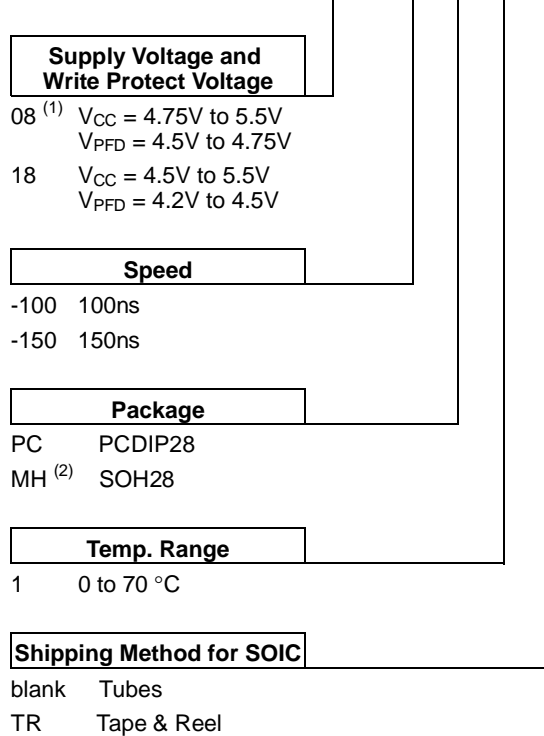 Supply Voltage and
Write Protect Voltage
08 (1) VCC = 4.75V to 5.5V
VPFD = 4.5V to 4.75V
18 VCC = 4.5V to 5.5V
VPFD = 4.2V to 4.5V
Speed
-100 100ns
-150 150ns
Package
PC PCDIP28
MH (2) SOH28
Temp. Range
1 0 to 70 °C
Shipping Method for SOIC
blank Tubes
TR Tape & Reel